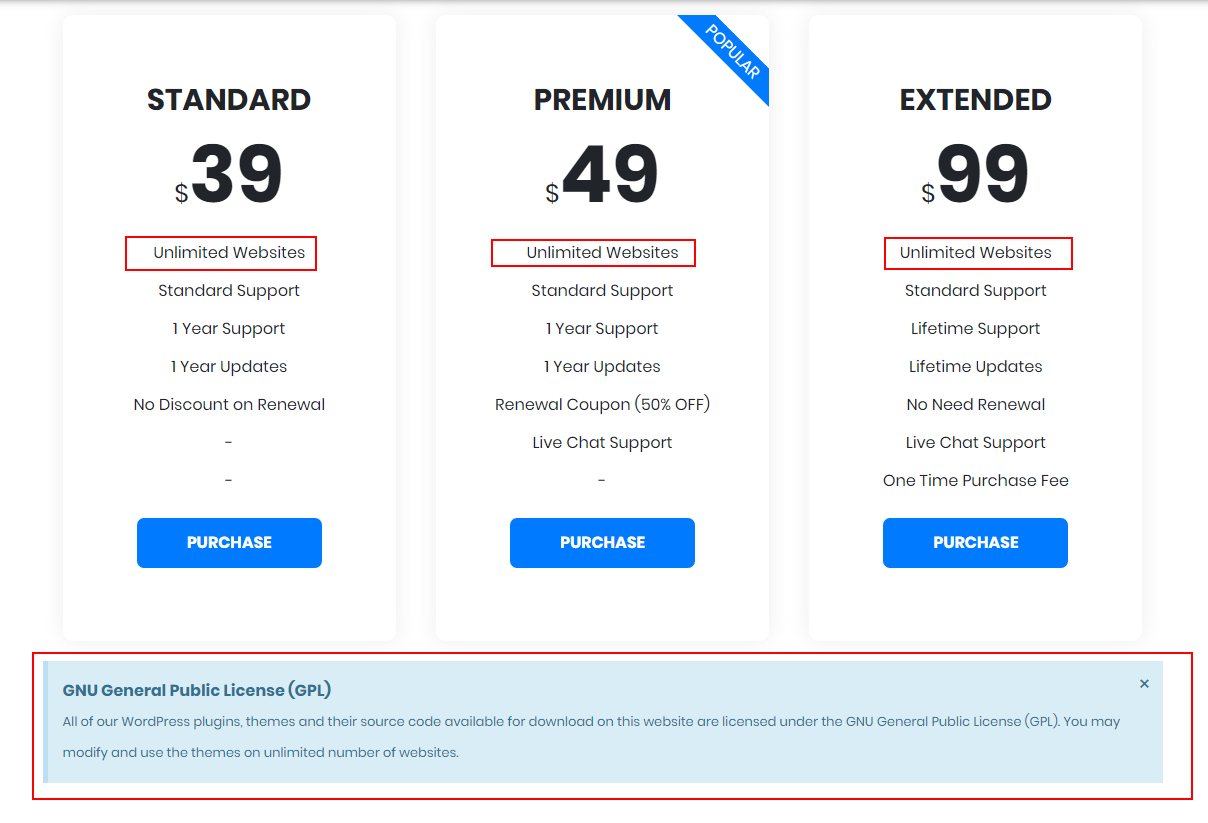 POPULAR
STANDARD
$39
Unlimited Websites
Standard Support
1 Year Support
1 Year Updates
No Discount on Renewal
-
-
PURCHASE
PREMIUM
$49
Unlimited Websites
Standard Support
1 Year Support
1 Year Updates
Renewal Coupon (50% OFF)
Live Chat Support
-
PURCHASE
EXTENDED
$99
Unlimited Websites
Standard Support
Lifetime Support
Lifetime Updates
No Need Renewal
Live Chat Support
One Time Purchase Fee
PURCHASE
GNU General Public License (GPL)
×
All of our WordPress plugins, themes and their source code available for download on this website are licensed under the GNU General Public License (GPL). You may
modify and use the themes on unlimited number of websites.